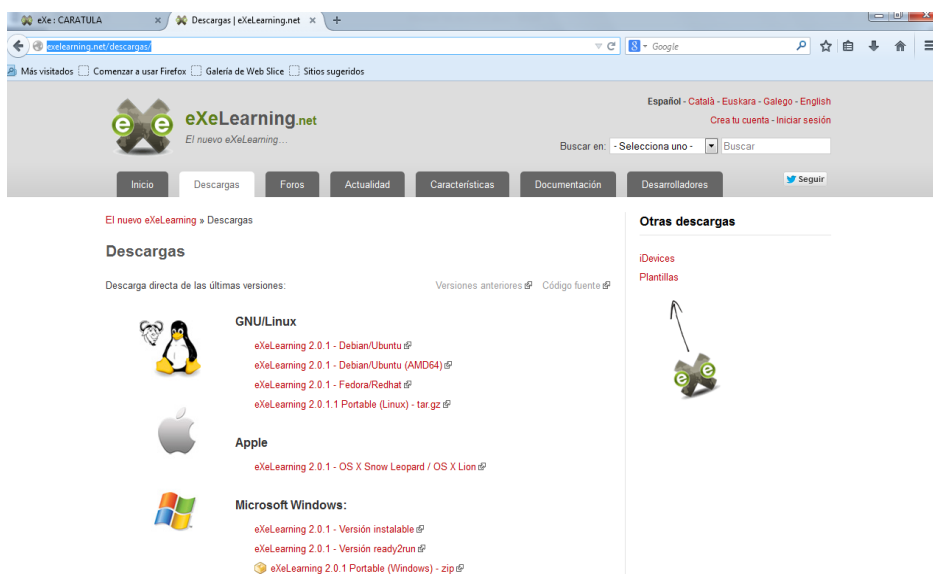 eXe : CARATULA
Descargas | eXeLearning.net
exelearning.net/descargas/
Google
Más visitados Comenzar a usar Firefox Galería de Web Slice Sitios sugeridos
Español - Català - Euskara - Galego - English
eXeLearning.net
Crea tu cuenta - Iniciar sesión
El nuevo eXeLearning...
Buscar en: - Selecciona uno - Buscar
Inicio Descargas Foros Actualidad Características Documentación Desarrolladores Seguir
El nuevo eXeLearning » Descargas
Descargas
Descarga directa de las últimas versiones: Versiones anteriores Código fuente
GNU/Linux
eXeLearning 2.0.1 - Debian/Ubuntu
eXeLearning 2.0.1 - Debian/Ubuntu (AMD64)
eXeLearning 2.0.1 - Fedora/Redhat
eXeLearning 2.0.1.1 Portable (Linux) - tar.gz
Apple
eXeLearning 2.0.1 - OS X Snow Leopard / OS X Lion
Microsoft Windows:
eXeLearning 2.0.1 - Versión instalable
eXeLearning 2.0.1 - Versión ready2run
eXeLearning 2.0.1 Portable (Windows) - zip
Otras descargas
iDevices
Plantillas